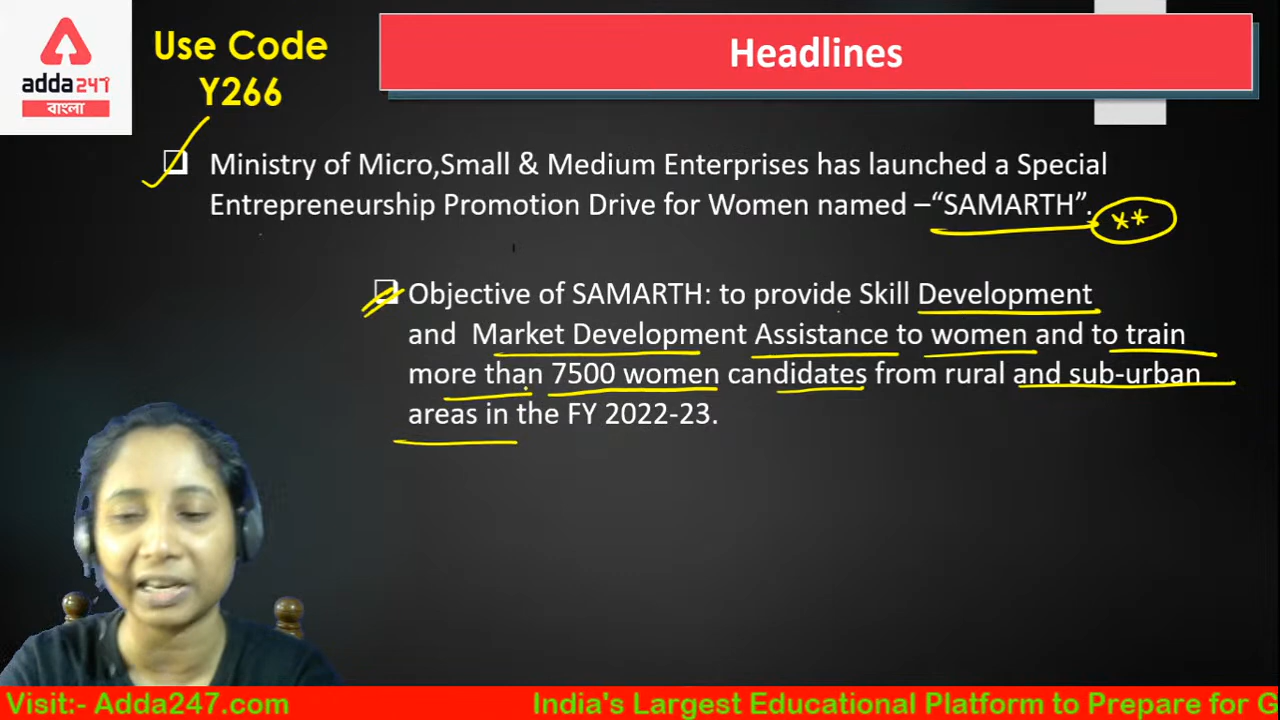 adda247
বাংলা
Use Code
Y266
Headlines
Ministry of Micro,Small & Medium Enterprises has launched a Special
Entrepreneurship Promotion Drive for Women named –“SAMARTH”. **
Objective of SAMARTH: to provide Skill Development
and Market Development Assistance to women and to train
more than 7500 women candidates from rural and sub-urban
areas in the FY 2022-23.
Visit:- Adda247.com
India's Largest Educational Platform to Prepare for G